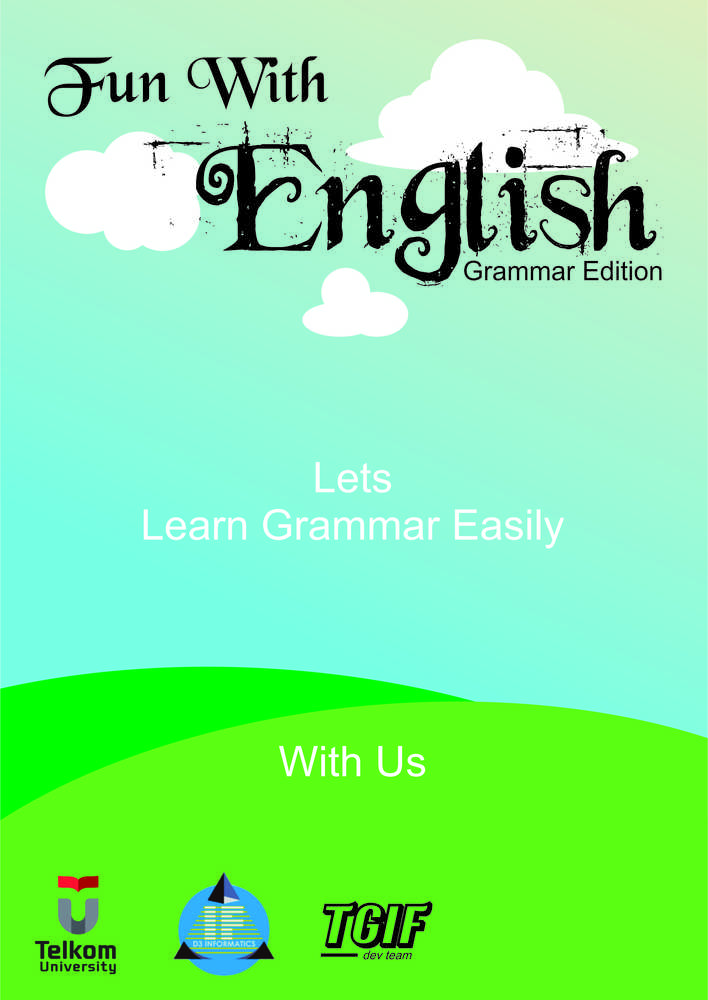 Fun With
English
Grammar Edition
Lets
Learn Grammar Easily
With Us
Telkom
University
IF
D3 INFORMATICS
TGIF
dev team